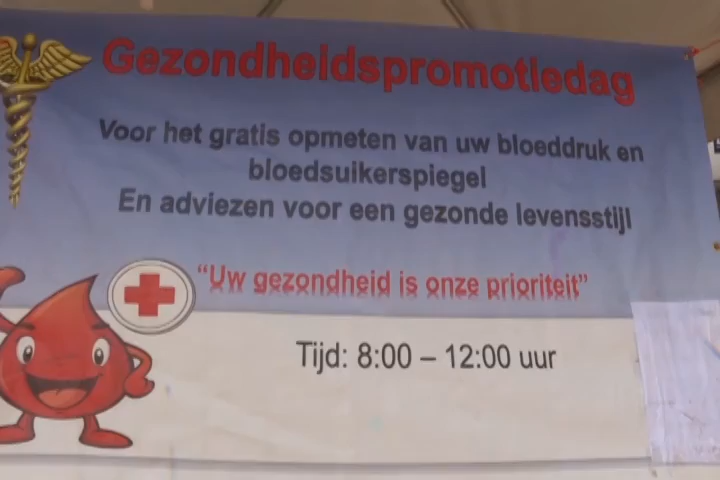 Gezondheidspromotiedag
Voor het gratis opmeten van uw bloeddruk en
bloedsuikerspiegel
En adviezen voor een gezonde levensstijl
"Uw gezondheid is onze prioriteit"
Tijd: 8:00 – 12:00 uur